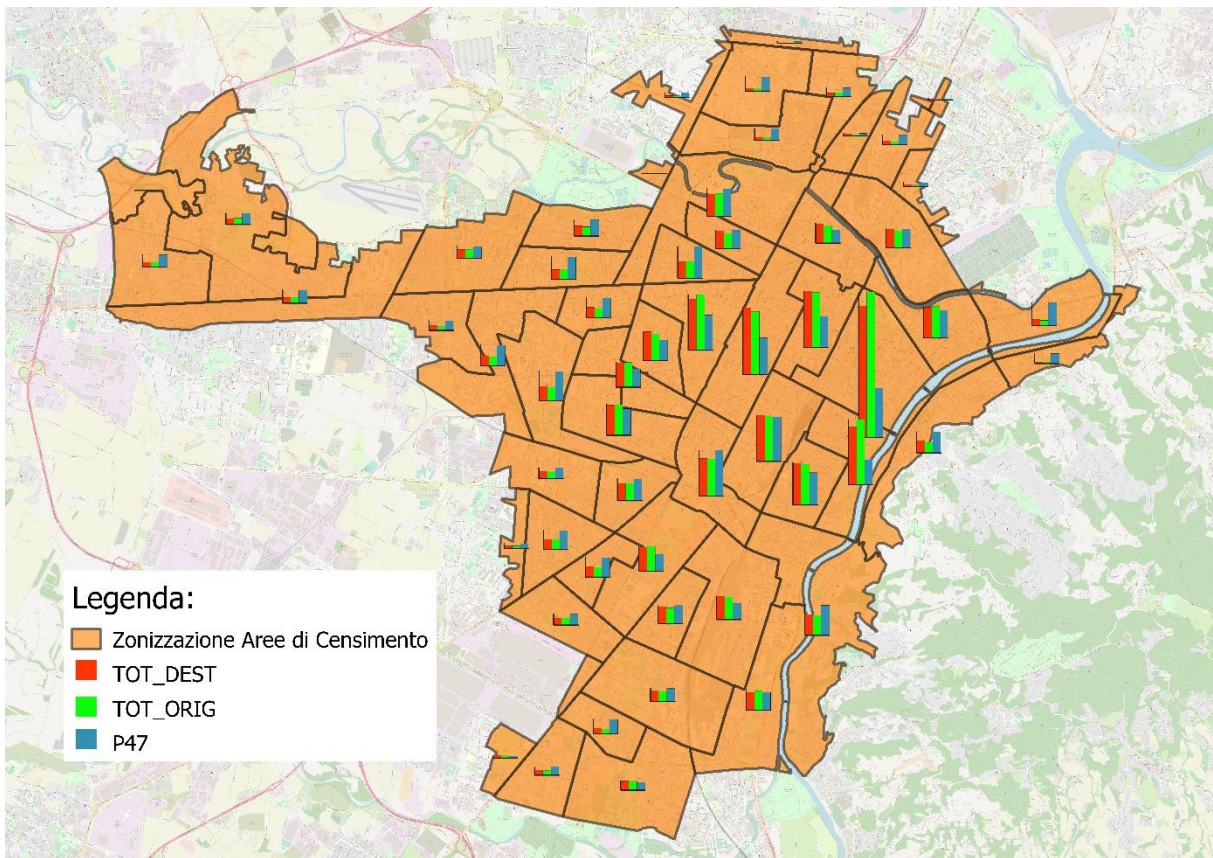 Legenda:
Zonizzazione Aree di Censimento
TOT_DEST
TOT_ORIG
P47